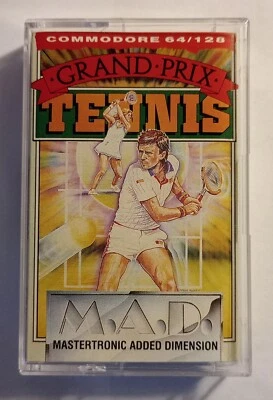 COMMODORE 64/128
GRAND·PRIX
TENNIS
M.A.D.
MASTERTRONIC ADDED DIMENSION